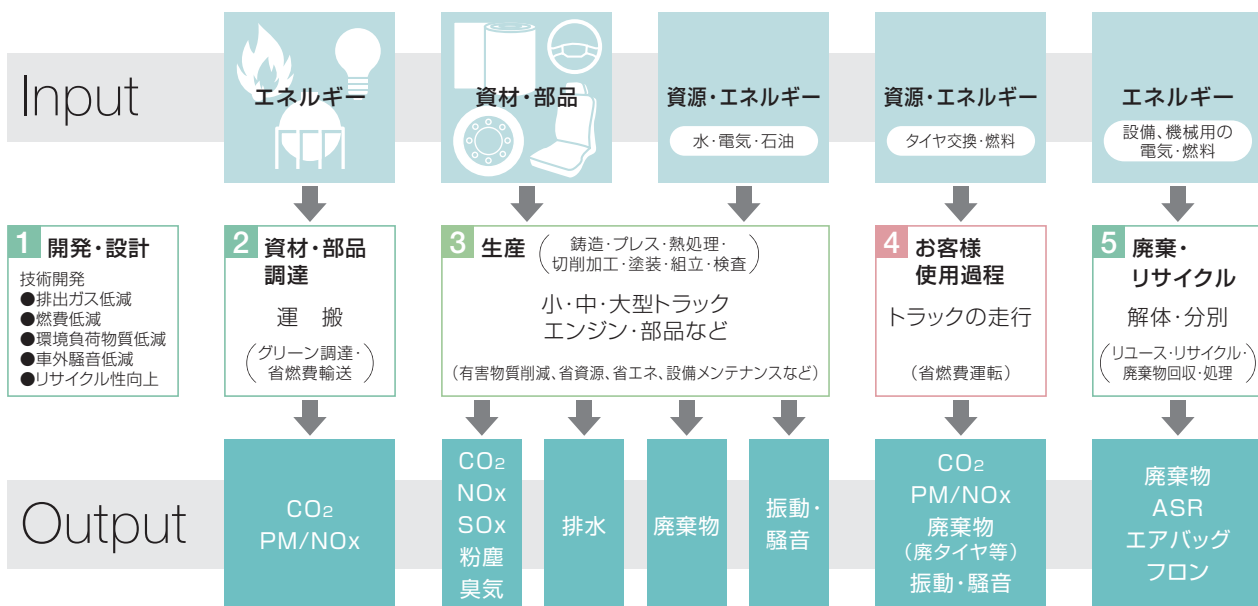 Input
エネルギー
資材・部品
資源・エネルギー
水・電気・石油
資源・エネルギー
タイヤ交換・燃料
エネルギー
設備、機械用の
電気・燃料
1 開発・設計
技術開発
●排出ガス低減
●燃費低減
●環境負荷物質低減
●車外騒音低減
●リサイクル性向上
2 資材・部品
調達
運 搬
(グリーン調達・
省燃費輸送)
3 生産
(鋳造・プレス・熱処理・
切削加工・塗装・組立・検査)
小・中・大型トラック
エンジン・部品など
(有害物質削減、省資源、省エネ、設備メンテナンスなど)
4 お客様
使用過程
トラックの走行
(省燃費運転)
5 廃棄・
リサイクル
解体・分別
(リユース・リサイクル・
廃棄物回収・処理)
Output
CO₂
PM/NOx
CO₂
NOx
SOx
粉塵
臭気
排水
廃棄物
振動・
騒音
CO₂
PM/NOx
廃棄物
(廃タイヤ等)
振動・騒音
廃棄物
ASR
エアバッグ
フロン